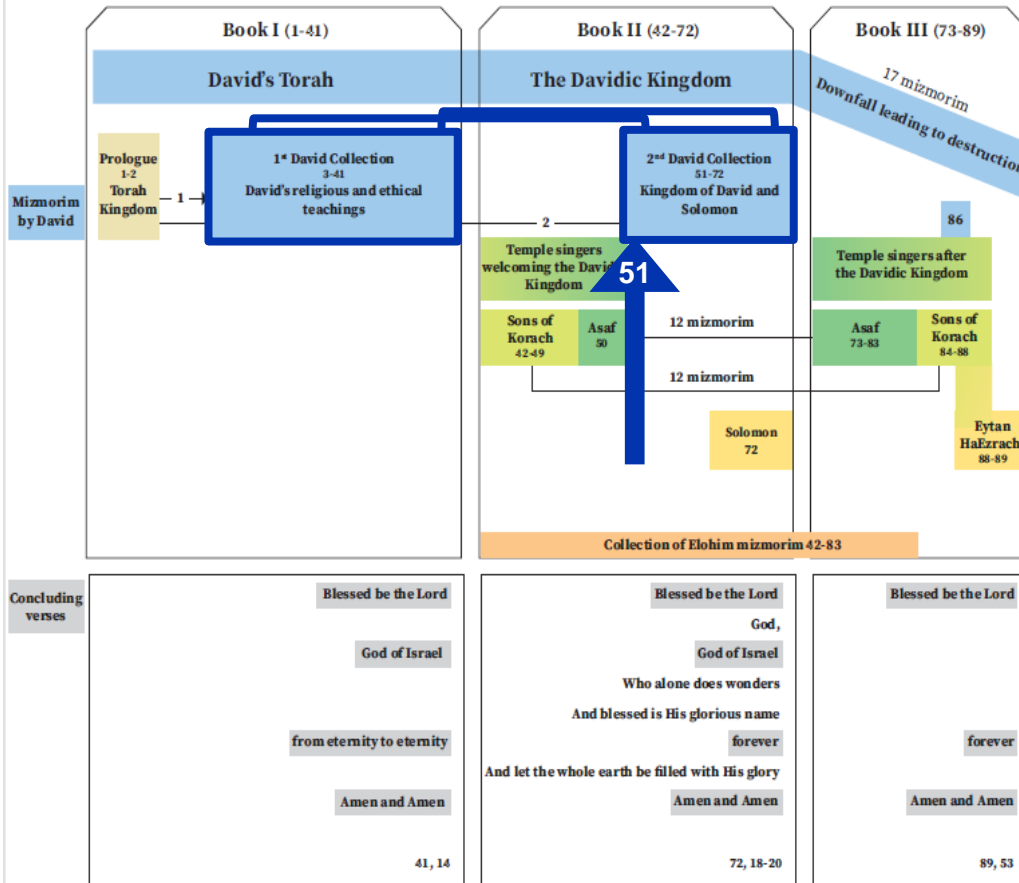 Book I (1-41)
Book II (42-72)
Book III (73-89)
David's Torah
The Davidic Kingdom
17 mizmorim
Downfall leading to destruction
Mizmorim
by David
Prologue
1-2
Torah
Kingdom
1
1st David Collection
3-41
David's religious and ethical
teachings
2
2nd David Collection
51-72
Kingdom of David and
Solomon
86
Temple singers
welcoming the David
Kingdom
51
Temple singers after
the Davidic Kingdom
Sons of
Korach
42-49
Asaf
50
12 mizmorim
12 mizmorim
Asaf
73-83
Sons of
Korach
84-88
Solomon
72
Eytan
HaEzrach
88-89
Collection of Elohim mizmorim 42-83
Concluding
verses
Blessed be the Lord
God of Israel
from eternity to eternity
Amen and Amen
41, 14
Blessed be the Lord
God,
God of Israel
Who alone does wonders
And blessed is His glorious name
forever
And let the whole earth be filled with His glory
Amen and Amen
72, 18-20
Blessed be the Lord
forever
Amen and Amen
89, 53